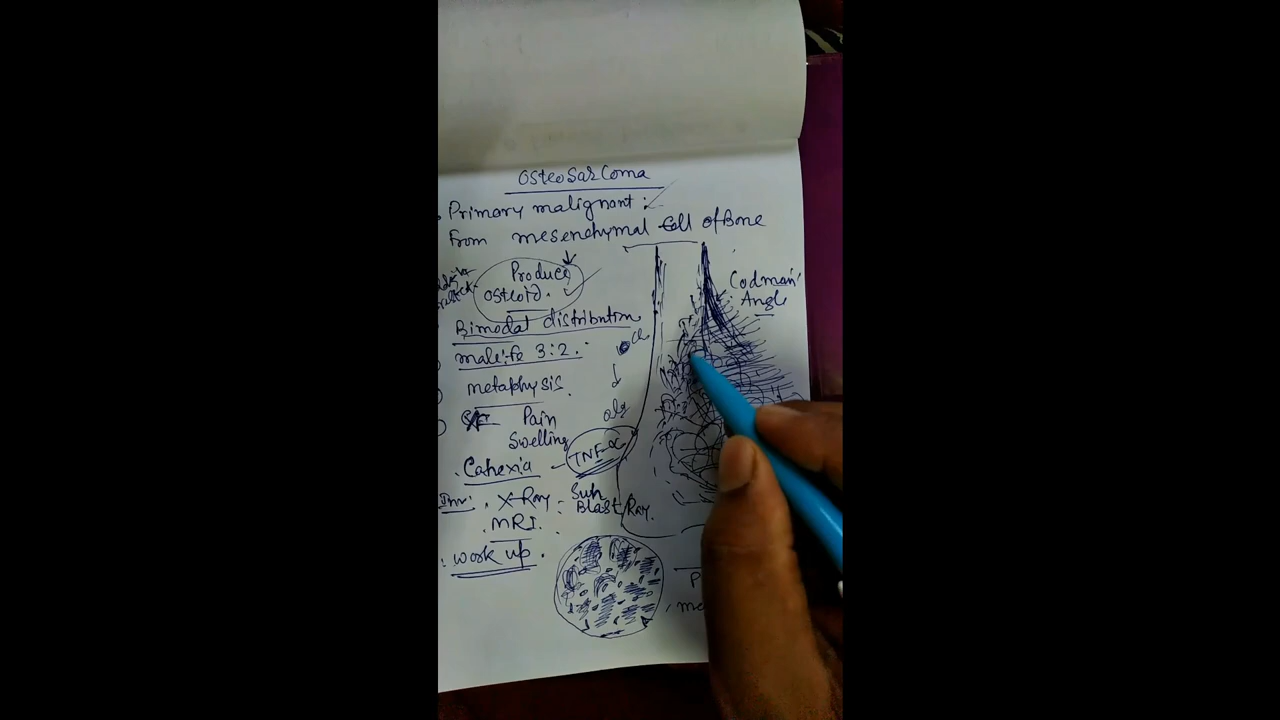 Osteosarcoma
Primary malignant :
From mesenchymal cell of Bone
Produce
osteoid.
Codman'
Angle
Bimodal distribution
male:fe 3:2.
metaphysis.
Pain
Swelling
Cahexia - TNF-α
Inv: . X-Ray - Sun
Blast Ray.
. MRI.
: work up.